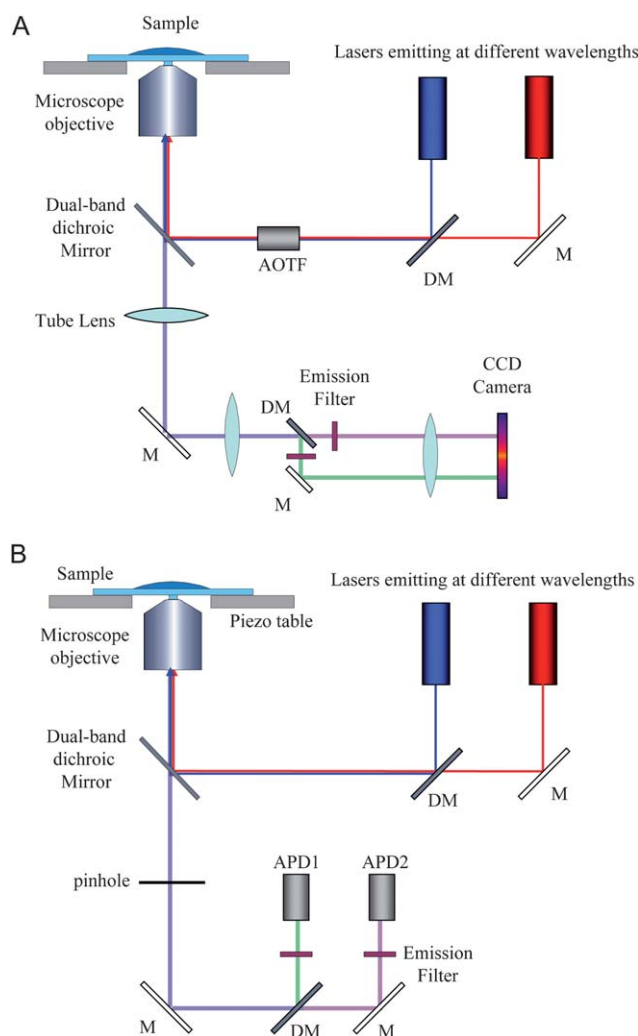 A
Sample
Lasers emitting at different wavelengths
Microscope
objective
Dual-band
dichroic
Mirror
AOTF
DM
M
Tube Lens
Emission
Filter
CCD
Camera
DM
M
M
B
Sample
Lasers emitting at different wavelengths
Piezo table
Microscope
objective
Dual-band
dichroic
Mirror
DM
M
APD1
APD2
pinhole
Emission
Filter
M
DM
M